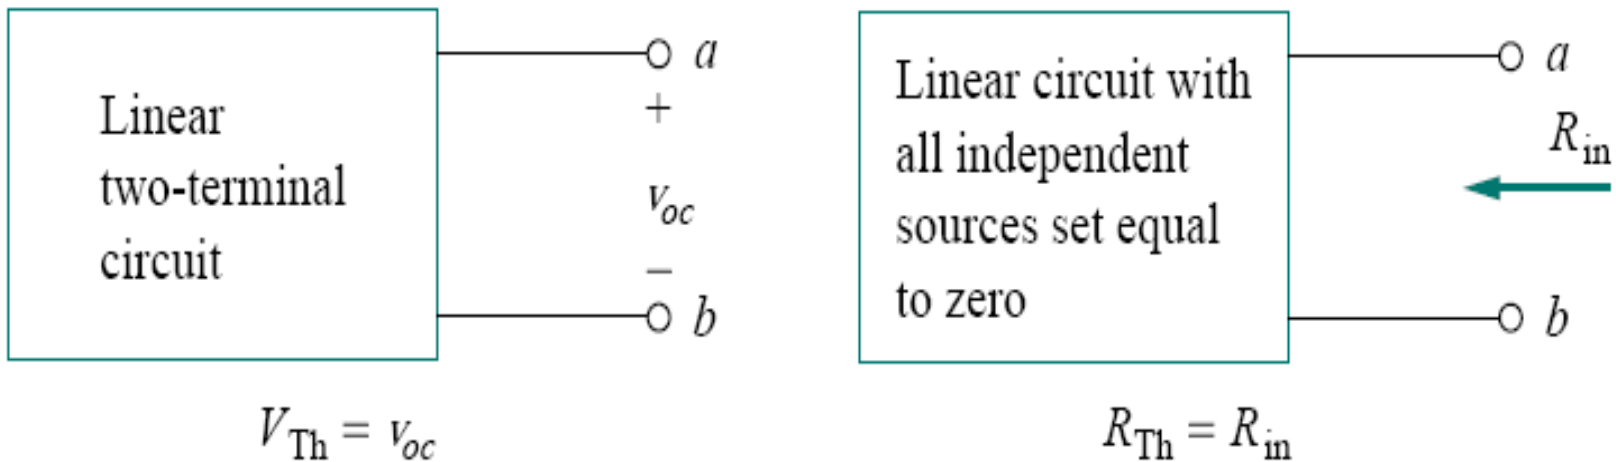 Linear
two-terminal
circuit
a
+
v_oc
−
b
V_Th = v_oc
Linear circuit with
all independent
sources set equal
to zero
a
R_in
b
R_Th = R_in